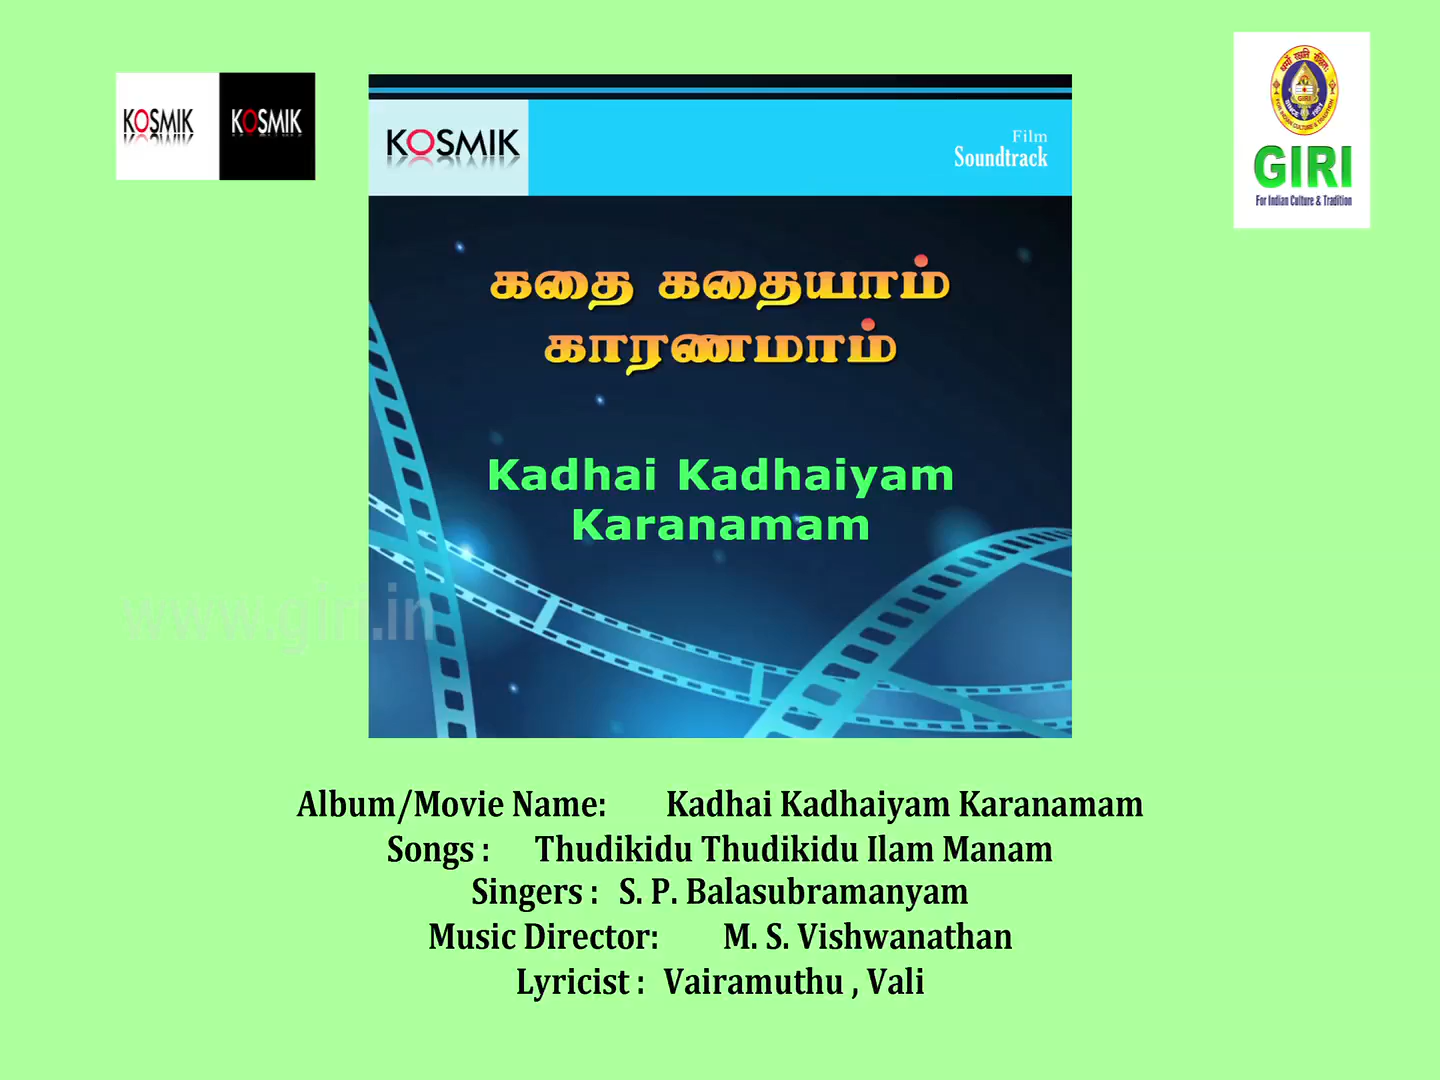 KOSMIK KOSMIK
KOSMIK
Film
Soundtrack
GIRI
GIRI
For Indian Culture & Tradition
கதை கதையாம்
காரணமாம்
Kadhai Kadhaiyam
Karanamam
www.giri.in
Album/Movie Name: Kadhai Kadhaiyam Karanamam
Songs : Thudikidu Thudikidu Ilam Manam
Singers : S. P. Balasubramanyam
Music Director: M. S. Vishwanathan
Lyricist : Vairamuthu , Vali